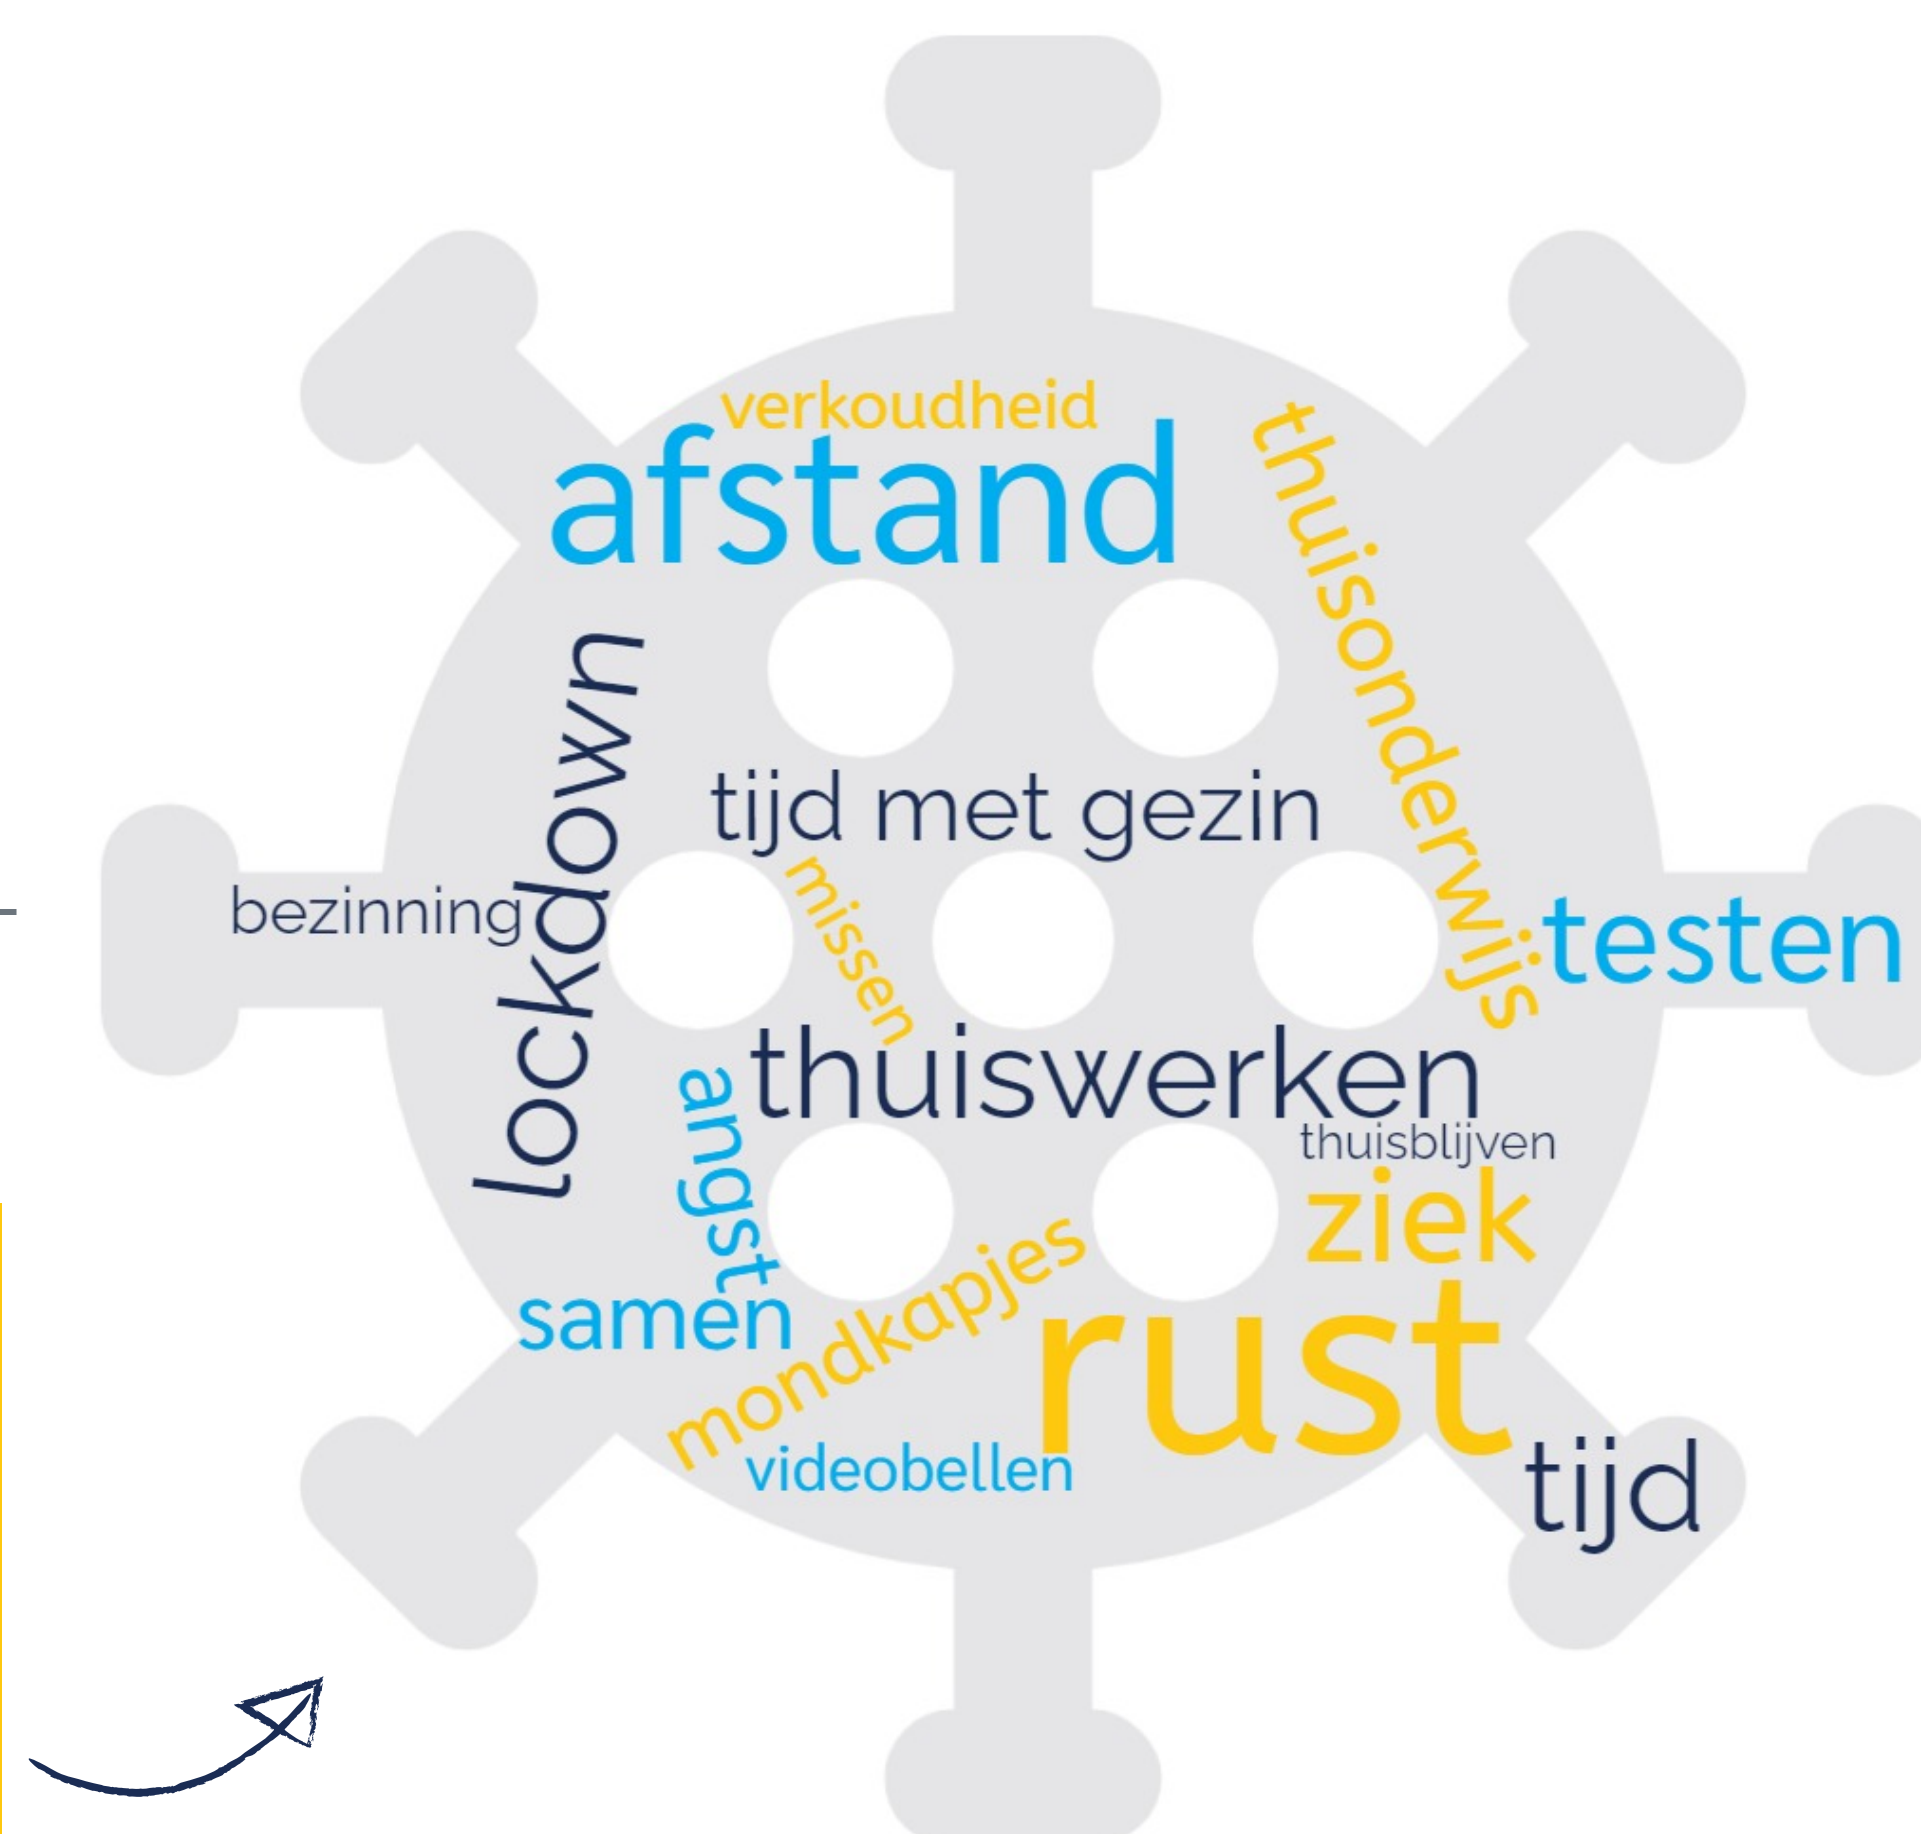 verkoudheid
afstand
thuisonderwijs
lockdown
tijd met gezin
bezinning
missen
testen
thuiswerken
angst
thuisblijven
ziek
samen
mondkapjes
rust
videobellen
tijd